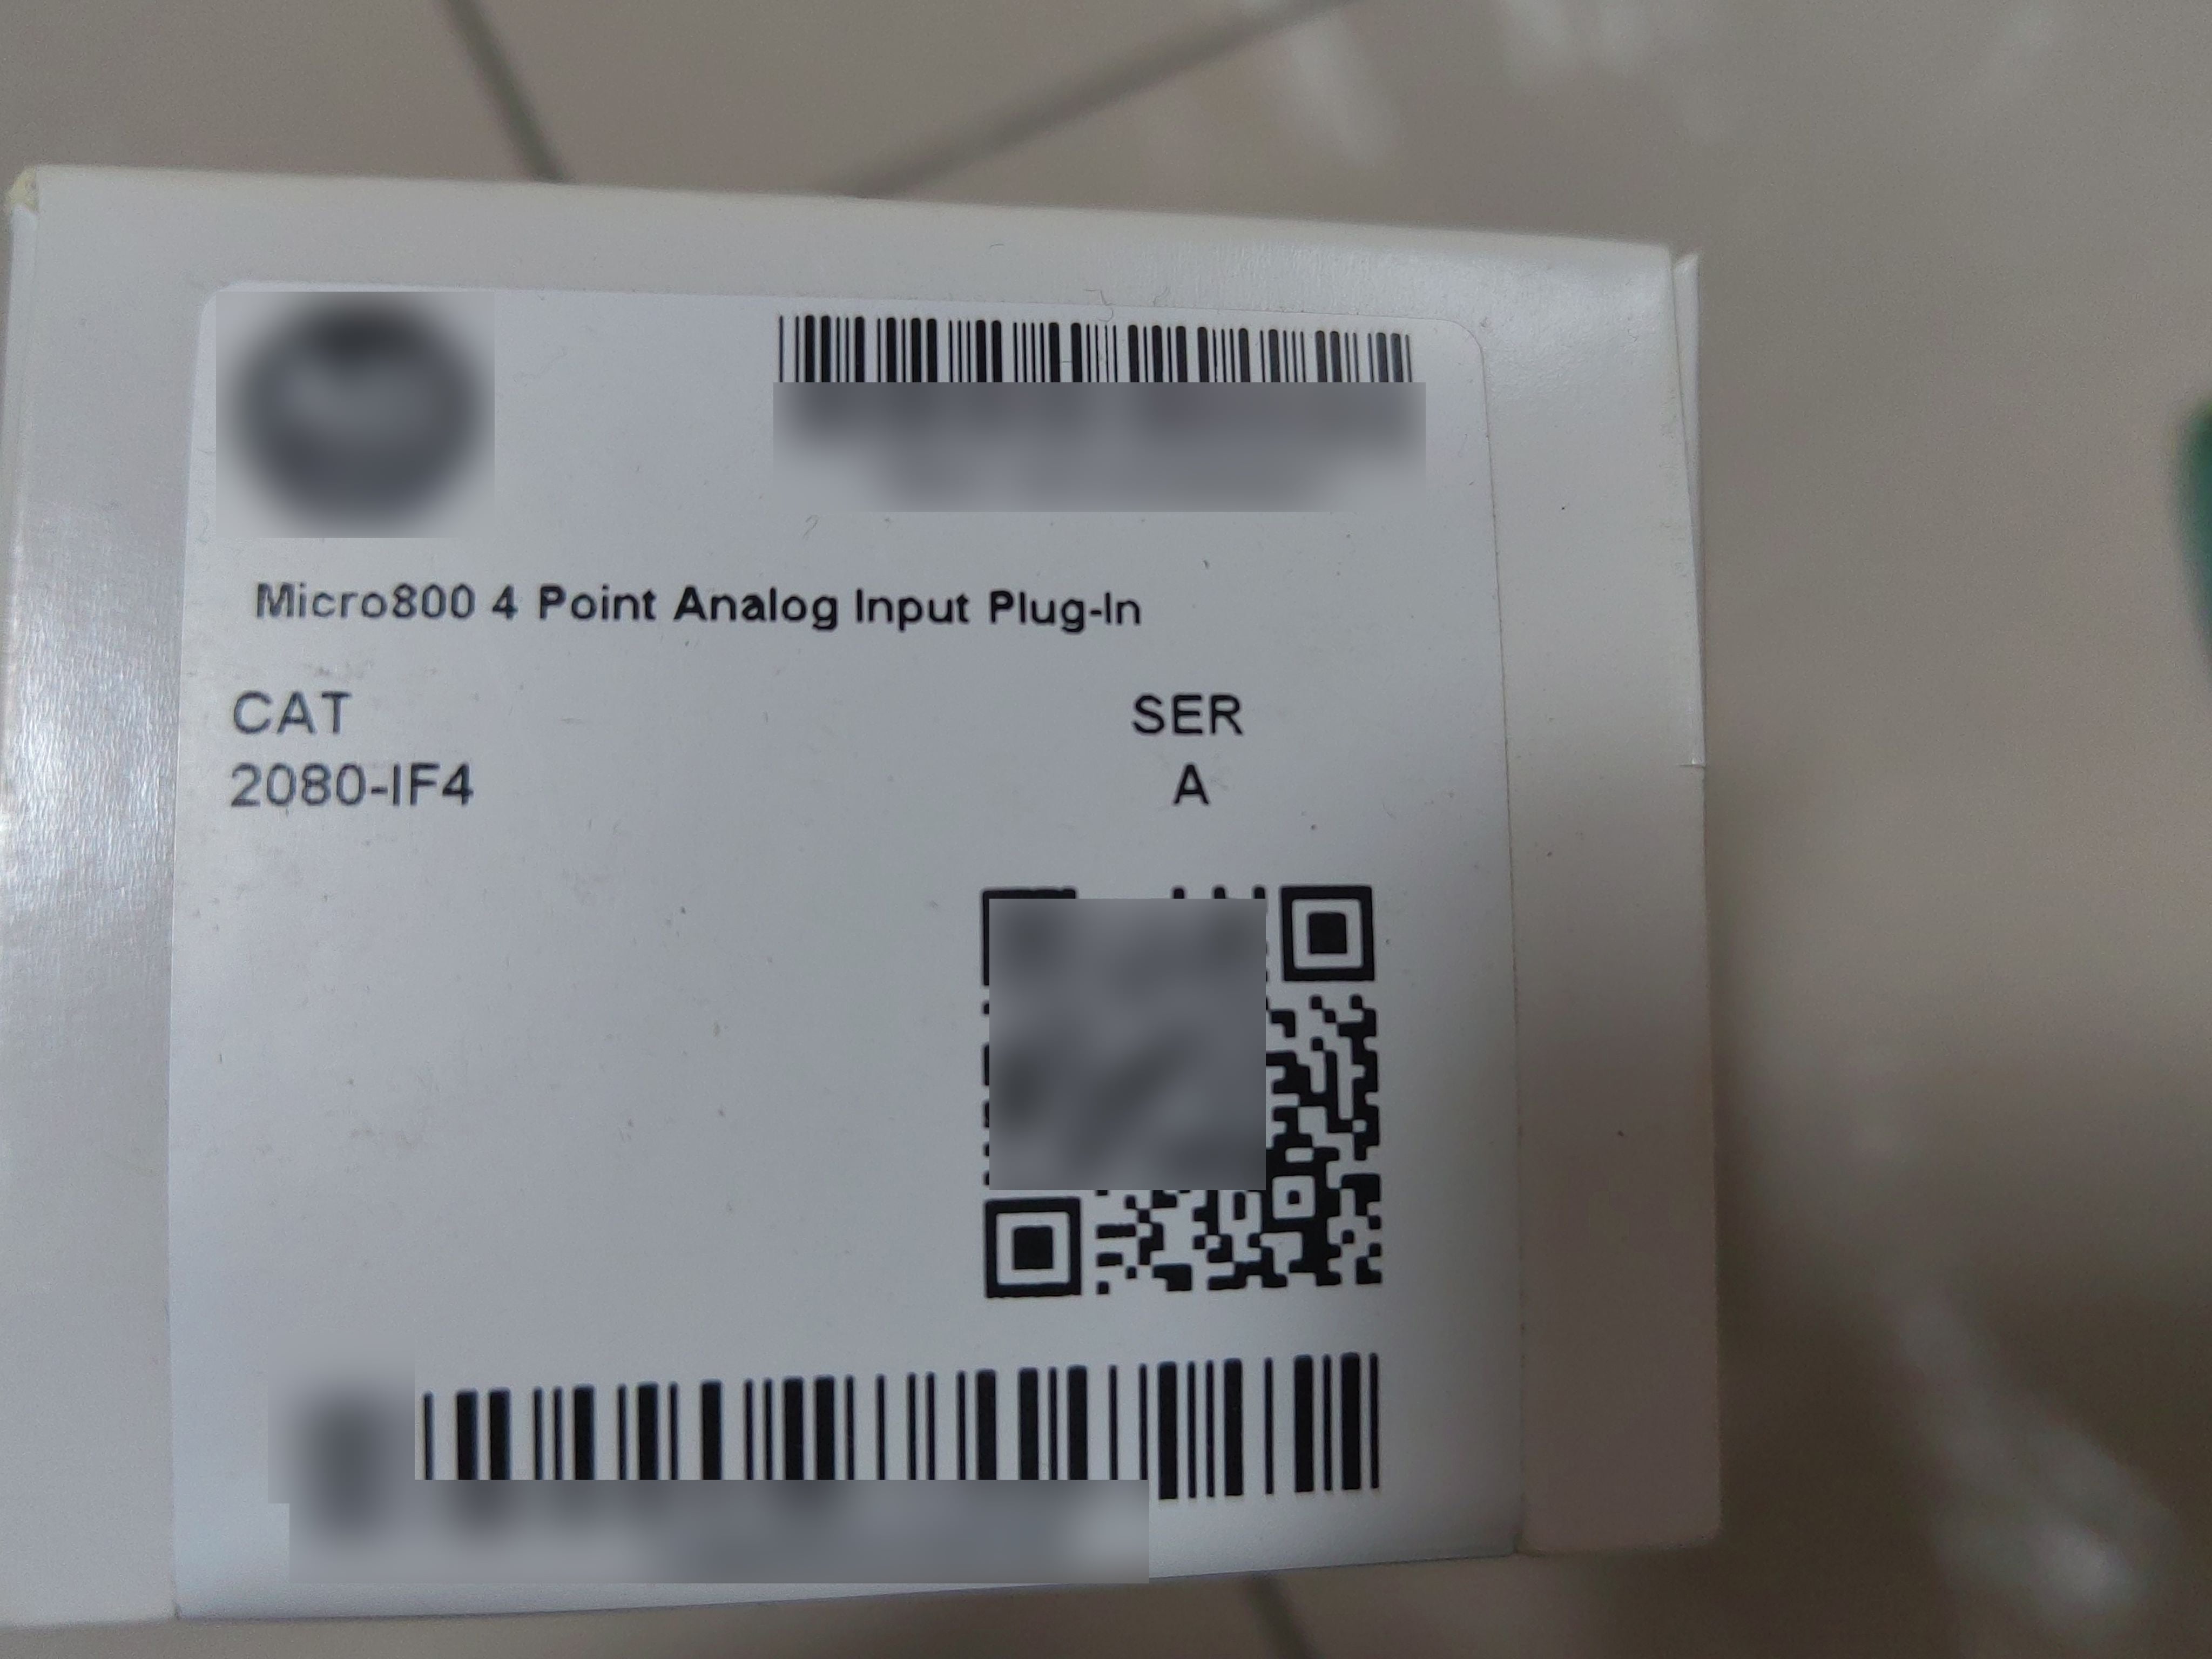 Micro800 4 Point Analog Input Plug-In
CAT
SER
2080-IF4
A